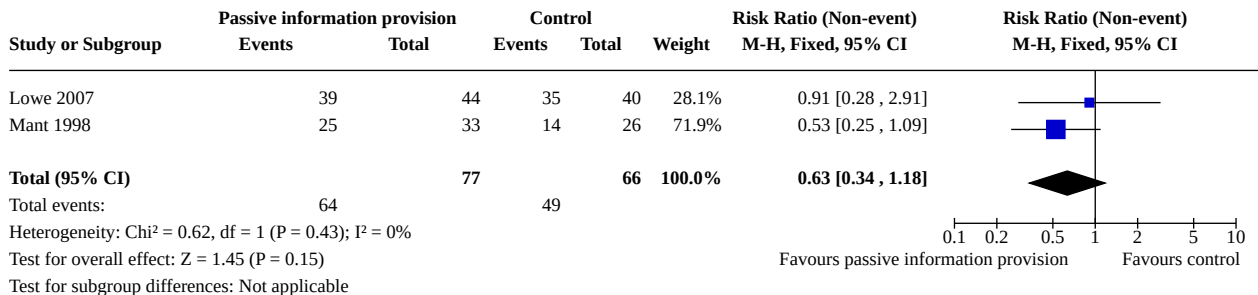 Passive information provision Control Risk Ratio (Non-event) Risk Ratio (Non-event)
Study or Subgroup Events Total Events Total Weight M-H, Fixed, 95% CI M-H, Fixed, 95% CI
Lowe 2007 39 44 35 40 28.1% 0.91 [0.28 , 2.91]
Mant 1998 25 33 14 26 71.9% 0.53 [0.25 , 1.09]
Total (95% CI) 77 66 100.0% 0.63 [0.34 , 1.18]
Total events: 64 49
Heterogeneity: Chi² = 0.62, df = 1 (P = 0.43); I² = 0%
0.1 0.2 0.5 1 2 5 10
Test for overall effect: Z = 1.45 (P = 0.15) Favours passive information provision Favours control
Test for subgroup differences: Not applicable